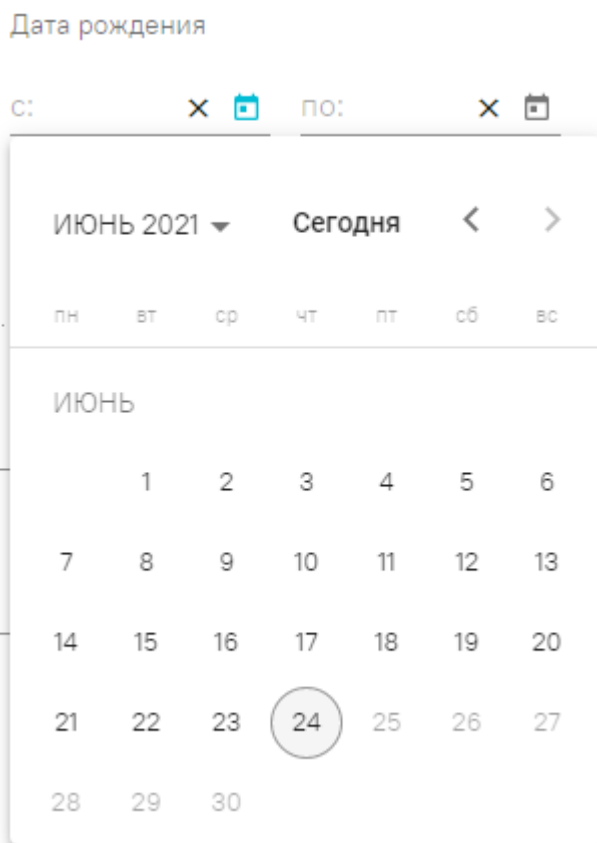 Дата рождения
с: по:
ИЮНЬ 2021 Сегодня
пн вт ср чт пт сб вс
ИЮНЬ
1 2 3 4 5 6
7 8 9 10 11 12 13
14 15 16 17 18 19 20
21 22 23 24 25 26 27
28 29 30